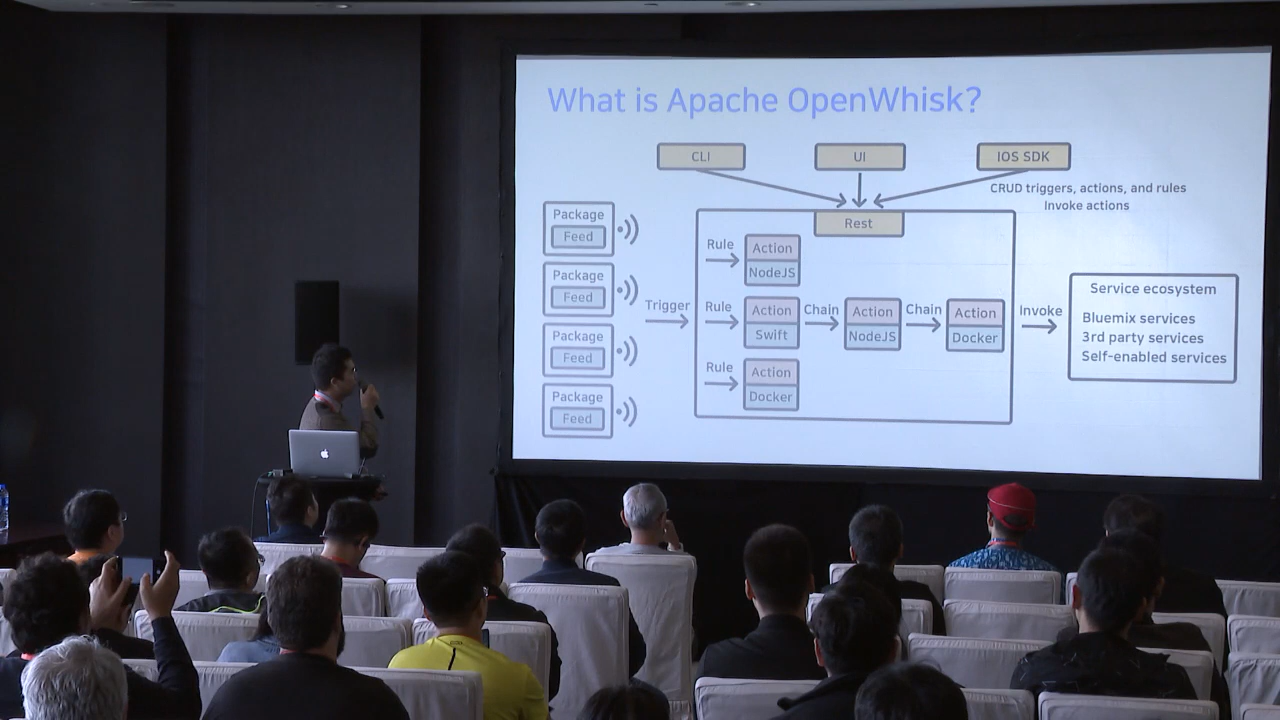 What is Apache OpenWhisk?
CLI
UI
IOS SDK
CRUD triggers, actions, and rules
Invoke actions
Rest
Package
Feed
Package
Feed
Package
Feed
Package
Feed
Trigger
Rule
Action
NodeJS
Rule
Action
Swift
Chain
Action
NodeJS
Chain
Action
Docker
Rule
Action
Docker
Invoke
Service ecosystem
Bluemix services
3rd party services
Self-enabled services